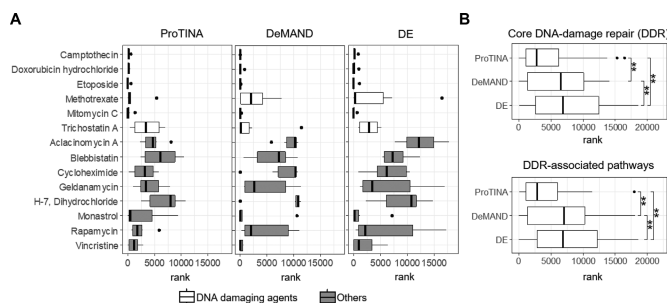 A
ProTINA DeMAND DE
Camptothecin
Doxorubicin hydrochloride
Etoposide
Methotrexate
Mitomycin C
Trichostatin A
Aclacinomycin A
Blebbistatin
Cycloheximide
Geldanamycin
H-7, Dihydrochloride
Monastrol
Rapamycin
Vincristine
0 5000 10000 15000 0 5000 10000 15000 0 5000 10000 15000
rank rank rank
DNA damaging agents Others
B
Core DNA-damage repair (DDR)
ProTINA
DeMAND
DE
** ** **
0 5000 10000 15000 20000
rank
DDR-associated pathways
ProTINA
DeMAND
DE
** ** **
0 5000 10000 15000 20000
rank